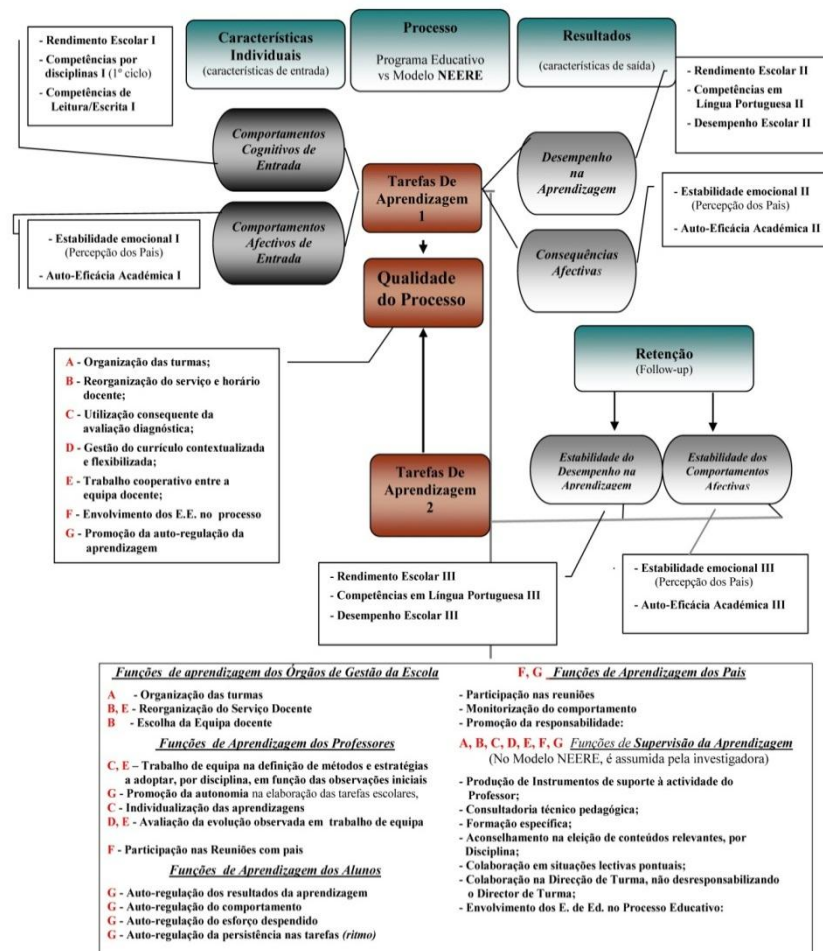 - Rendimento Escolar I
- Competências por
disciplinas I (1º ciclo)
- Competências de
Leitura/Escrita I
Características
Individuais
(características de entrada)
Processo
Programa Educativo
vs Modelo NEERE
Resultados
(características de saída)
- Rendimento Escolar II
- Competências em
Língua Portuguesa II
- Desempenho Escolar II
Comportamentos
Cognitivos de
Entrada
Tarefas De
Aprendizagem
1
Desempenho
na
Aprendizagem
Comportamentos
Afectivos de
Entrada
- Estabilidade emocional I
(Percepção dos Pais)
- Auto-Eficácia Académica I
Qualidade
do Processo
Consequências
Afectivas
- Estabilidade emocional II
(Percepção dos Pais)
- Auto-Eficácia Académica II
A - Organização das turmas;
B - Reorganização do serviço e horário
docente;
C - Utilização consequente da
avaliação diagnóstica;
D - Gestão do currículo contextualizada
e flexibilizada;
E - Trabalho cooperativo entre a
equipa docente;
F - Envolvimento dos E.E. no processo
G - Promoção da auto-regulação da
aprendizagem
Retenção
(Follow-up)
Tarefas De
Aprendizagem
2
Estabilidade do
Desempenho na
Aprendizagem
Estabilidade dos
Comportamentos
Afectivas
- Rendimento Escolar III
- Competências em Língua Portuguesa III
- Desempenho Escolar III
- Estabilidade emocional III
(Percepção dos Pais)
- Auto-Eficácia Académica III
Funções de aprendizagem dos Órgãos de Gestão da Escola
A - Organização das turmas
B, E - Reorganização do Serviço Docente
B - Escolha da Equipa docente
Funções de Aprendizagem dos Professores
C, E – Trabalho de equipa na definição de métodos e estratégias
a adoptar, por disciplina, em função das observações iniciais
G - Promoção da autonomia na elaboração das tarefas escolares,
C - Individualização das aprendizagens
D, E - Avaliação da evolução observada em trabalho de equipa
F - Participação nas Reuniões com pais
Funções de Aprendizagem dos Alunos
G - Auto-regulação dos resultados da aprendizagem
G - Auto-regulação do comportamento
G - Auto-regulação do esforço despendido
G - Auto-regulação da persistência nas tarefas (ritmo)
F, G Funções de Aprendizagem dos Pais
- Participação nas reuniões
- Monitorização do comportamento
- Promoção da responsabilidade:
A, B, C, D, E, F, G Funções de Supervisão da Aprendizagem
(No Modelo NEERE, é assumida pela investigadora)
- Produção de Instrumentos de suporte à actividade do
Professor;
- Consultadoria técnico pedagógica;
- Formação específica;
- Aconselhamento na eleição de conteúdos relevantes, por
Disciplina;
- Colaboração em situações lectivas pontuais;
- Colaboração na Direcção de Turma, não desresponsabilizando
o Director de Turma;
- Envolvimento dos E. de Ed. no Processo Educativo: